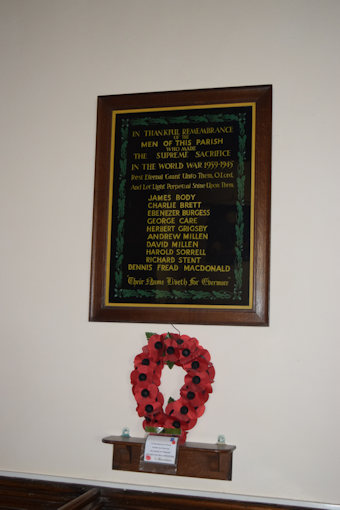 IN THANKFUL REMEMBRANCE
OF THE
MEN OF THIS PARISH
WHO MADE
THE SUPREME SACRIFICE
IN THE WORLD WAR 1939-1945
Rest Eternal Grant Unto Them, O Lord,
And Let Light Perpetual Shine Upon Them.
JAMES BODY
CHARLIE BRETT
EBENEZER BURGESS
GEORGE CARE
HERBERT GRIGSBY
ANDREW MILLEN
DAVID MILLEN
HAROLD SORRELL
RICHARD STENT
DENNIS FREAD MACDONALD
Their Name Liveth For Evermore